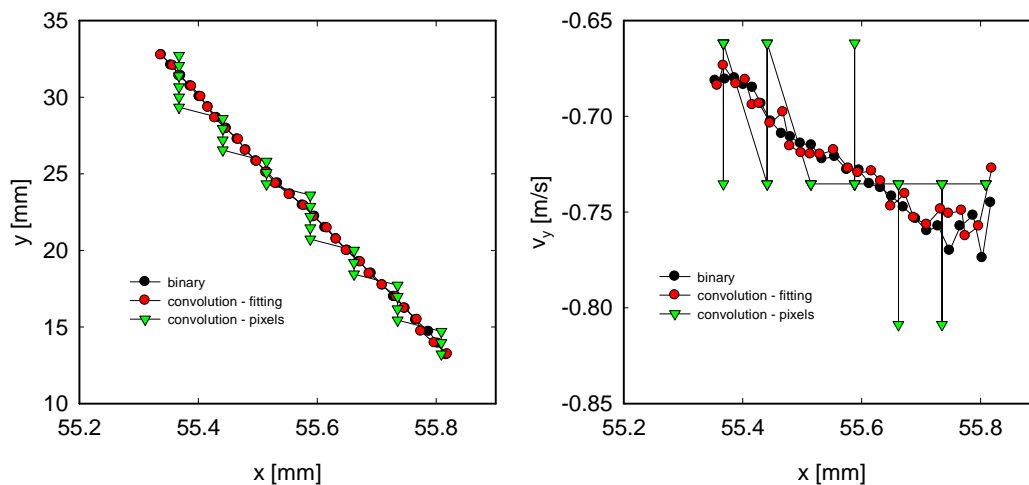 35
30
25
20
15
10
y [mm]
binary
convolution - fitting
convolution - pixels
55.2
55.4
55.6
55.8
x [mm]
-0.65
-0.70
-0.75
-0.80
-0.85
v_y [m/s]
binary
convolution - fitting
convolution - pixels
55.2
55.4
55.6
55.8
x [mm]